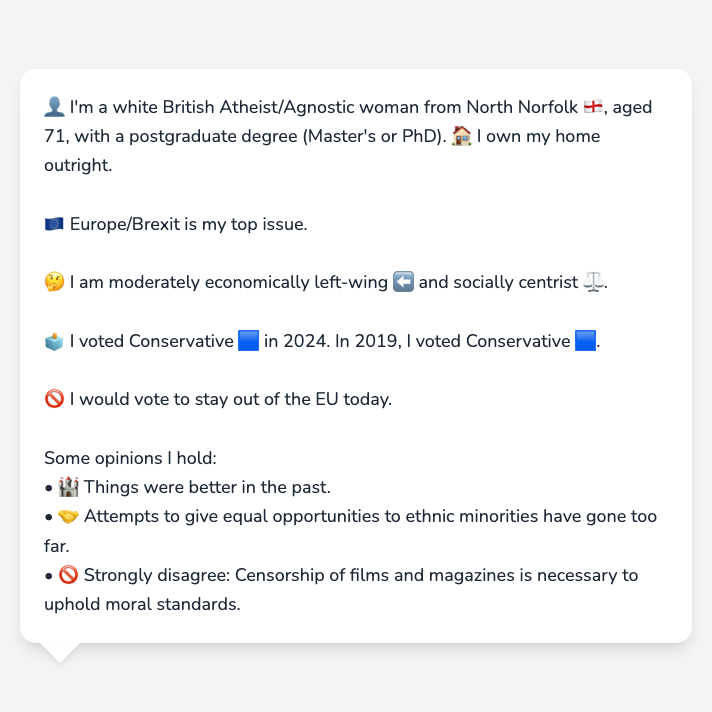 👤 I'm a white British Atheist/Agnostic woman from North Norfolk 🏴󠁧󠁢󠁥󠁮󠁧󠁿, aged
71, with a postgraduate degree (Master's or PhD). 🏠 I own my home
outright.
🇪🇺 Europe/Brexit is my top issue.
🤔 I am moderately economically left-wing ⬅️ and socially centrist ⚖️.
🗳️ I voted Conservative 🟦 in 2024. In 2019, I voted Conservative 🟦.
🚫 I would vote to stay out of the EU today.
Some opinions I hold:
• 🏰 Things were better in the past.
• 🤝 Attempts to give equal opportunities to ethnic minorities have gone too
far.
• 🚫 Strongly disagree: Censorship of films and magazines is necessary to
uphold moral standards.